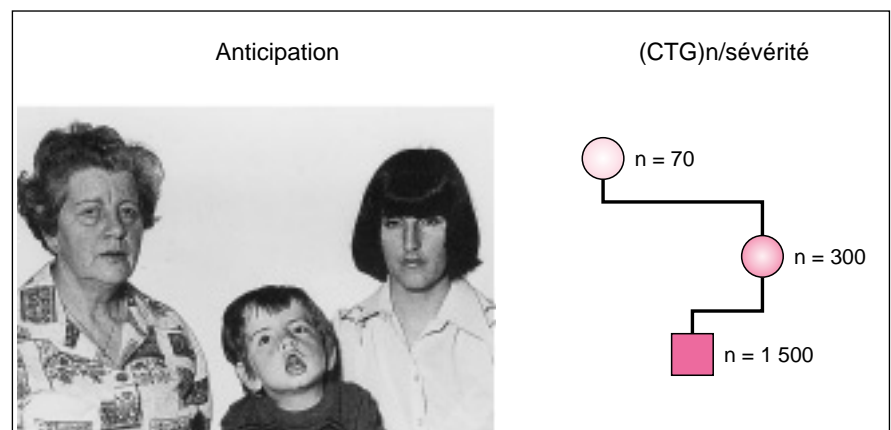 Anticipation
(CTG)n/sévérité
n = 70
n = 300
n = 1 500